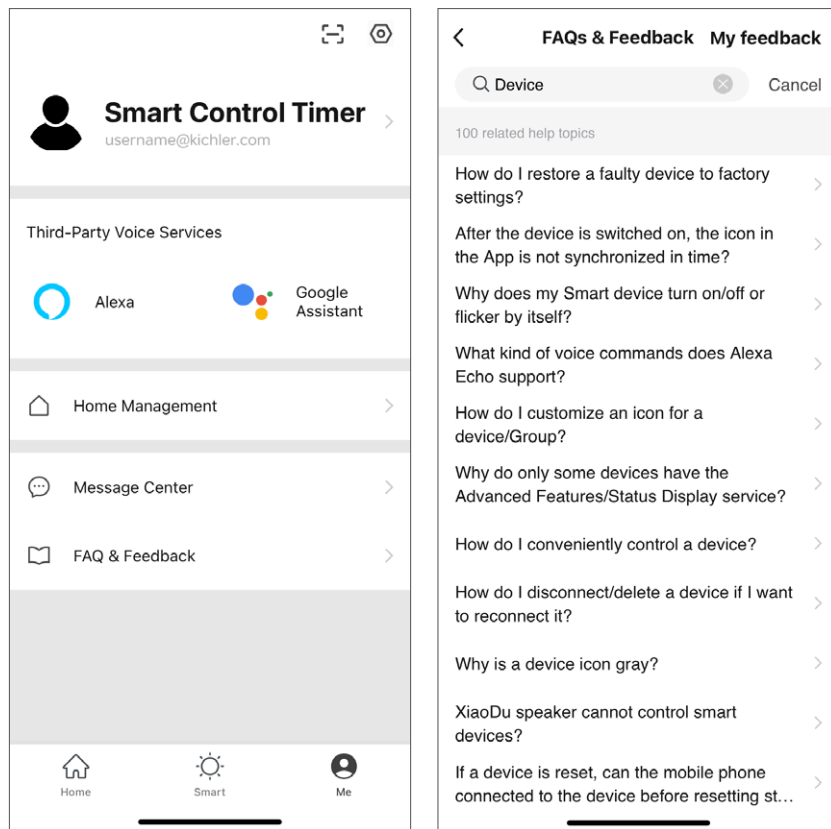 Smart Control Timer
username@kichler.com
Third-Party Voice Services
Alexa
Google
Assistant
Home Management
Message Center
FAQ & Feedback
Home
Smart
Me
FAQs & Feedback
My feedback
Device
Cancel
100 related help topics
How do I restore a faulty device to factory
settings?
After the device is switched on, the icon in
the App is not synchronized in time?
Why does my Smart device turn on/off or
flicker by itself?
What kind of voice commands does Alexa
Echo support?
How do I customize an icon for a
device/Group?
Why do only some devices have the
Advanced Features/Status Display service?
How do I conveniently control a device?
How do I disconnect/delete a device if I want
to reconnect it?
Why is a device icon gray?
XiaoDu speaker cannot control smart
devices?
If a device is reset, can the mobile phone
connected to the device before resetting st...